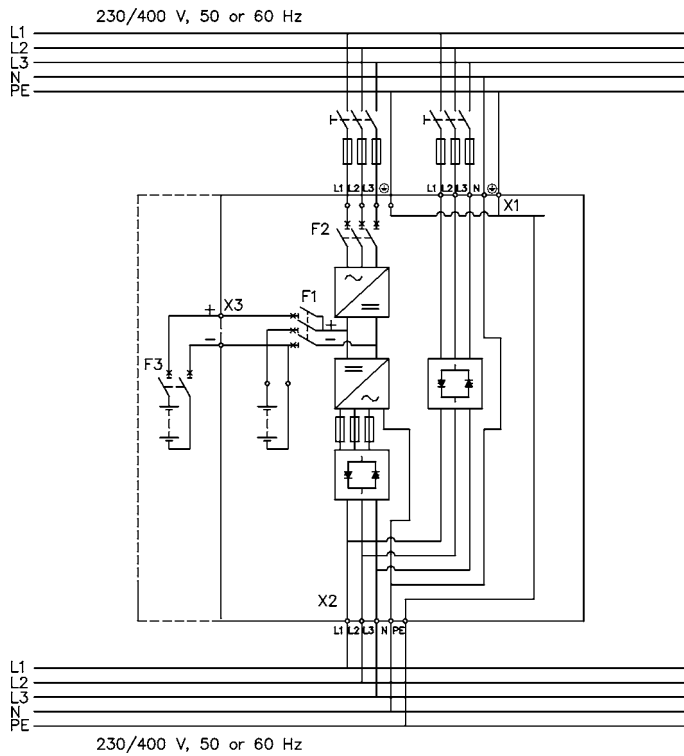 230/400 V, 50 or 60 Hz
L1
L2
L3
N
PE
L1 L2 L3 L1 L2 L3 N
X1
F2
X3
F1
+
+
-
-
F3
X2
L1 L2 L3 N PE
L1
L2
L3
N
PE
230/400 V, 50 or 60 Hz